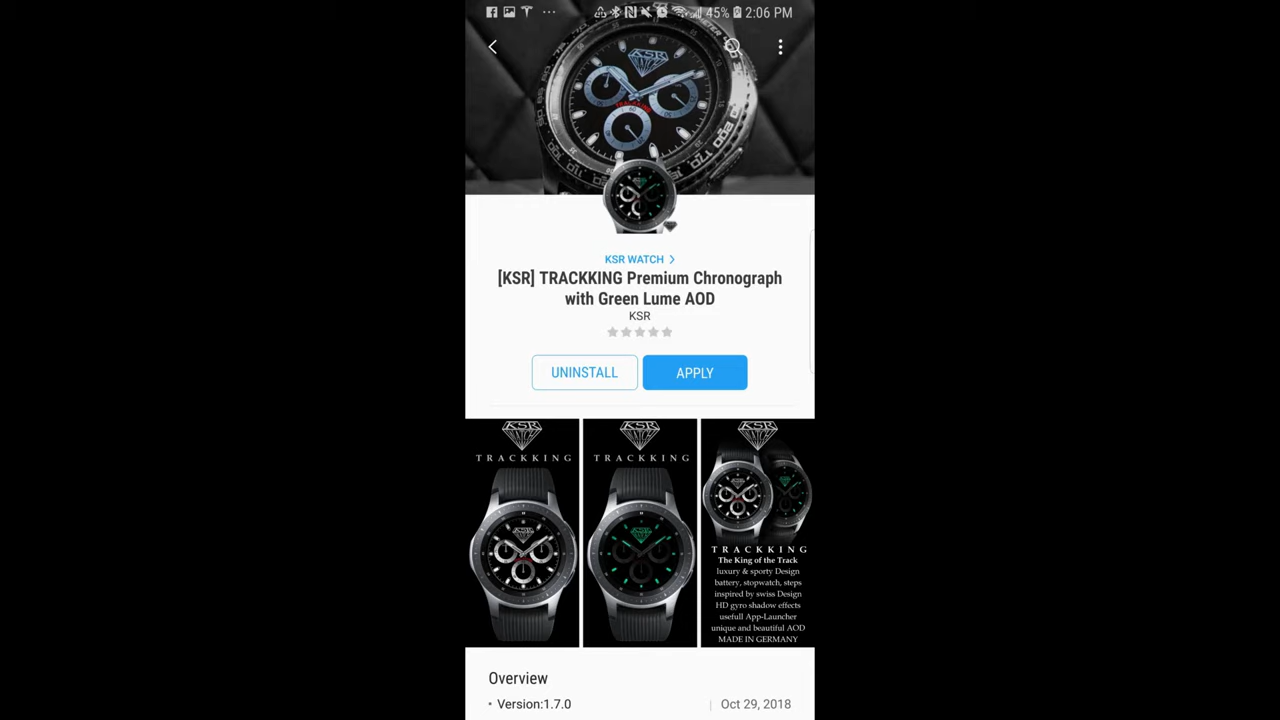 45% 2:06 PM
KSR
TRACKKING
KSR WATCH
[KSR] TRACKKING Premium Chronograph
with Green Lume AOD
KSR
UNINSTALL
APPLY
KSR
TRACKKING
KSR
TRACKKING
KSR
TRACKKING
The King of the Track
luxury & sporty Design
battery, stopwatch, steps
inspired by swiss Design
HD gyro shadow effects
usefull App-Launcher
unique and beautiful AOD
MADE IN GERMANY
Overview
• Version:1.7.0
Oct 29, 2018